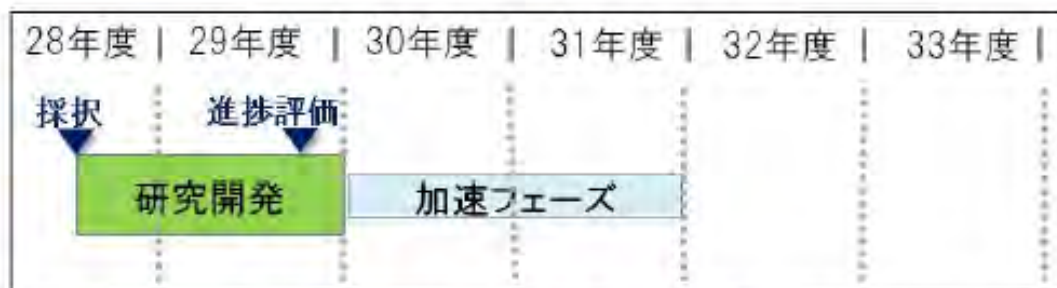 28年度 | 29年度 | 30年度 | 31年度 | 32年度 | 33年度 |
採択 進捗評価
研究開発 加速フェーズ